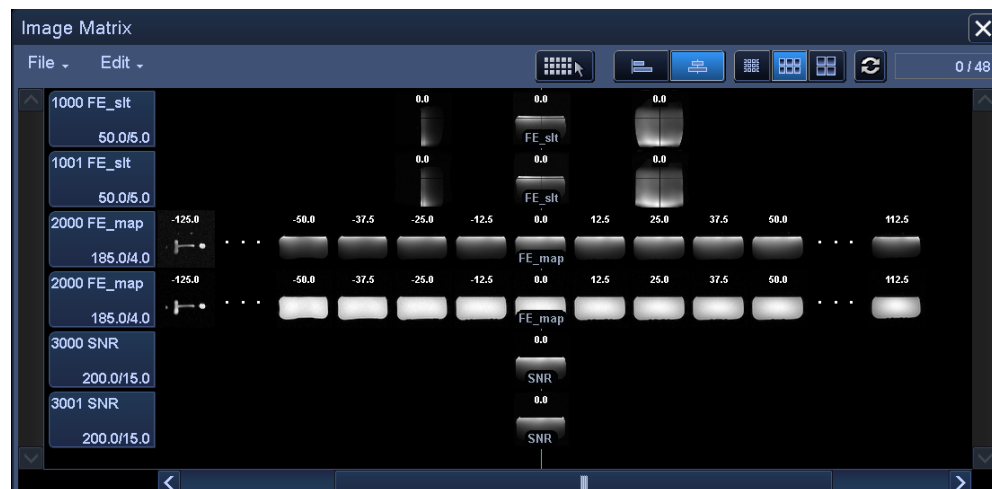 Image Matrix
File Edit
0 / 48
1000 FE_slt 0.0 0.0 0.0
50.0/5.0 FE_slt
1001 FE_slt 0.0 0.0 0.0
50.0/5.0 FE_slt
2000 FE_map -125.0 -50.0 -37.5 -25.0 -12.5 0.0 12.5 25.0 37.5 50.0 112.5
185.0/4.0 FE_map
2000 FE_map -125.0 -50.0 -37.5 -25.0 -12.5 0.0 12.5 25.0 37.5 50.0 112.5
185.0/4.0 FE_map
3000 SNR 0.0
200.0/15.0 SNR
3001 SNR 0.0
200.0/15.0 SNR